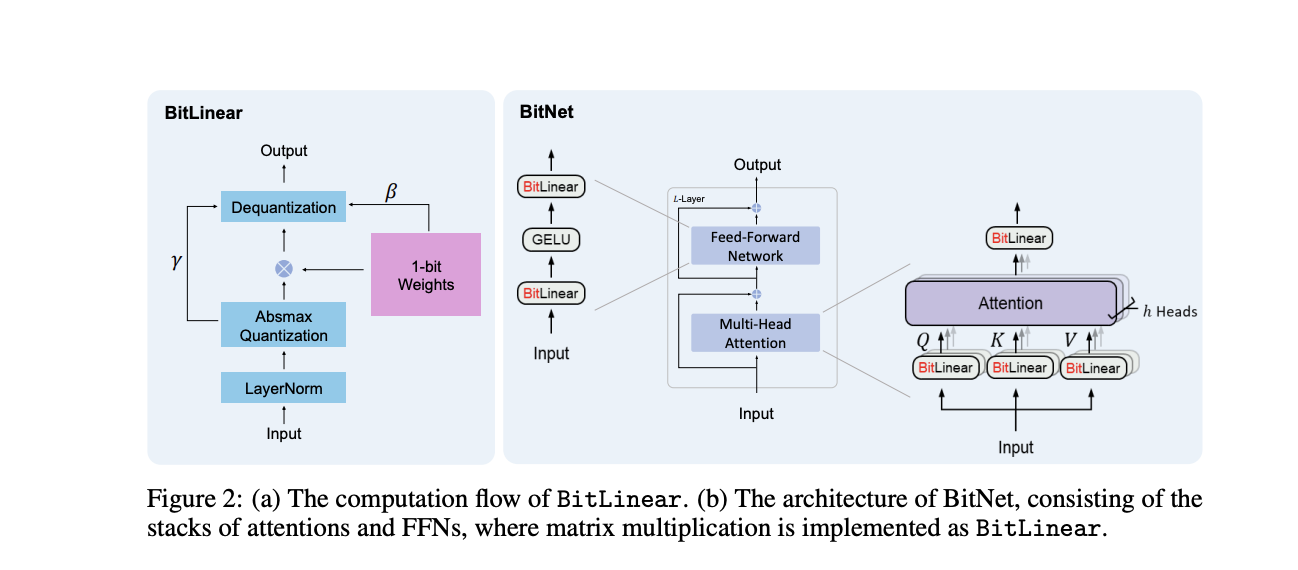 BitLinear
Output
β
Dequantization
γ
1-bit
Weights
Absmax
Quantization
LayerNorm
Input
BitNet
BitLinear
GELU
BitLinear
Input
Output
L-Layer
Feed-Forward
Network
Multi-Head
Attention
Input
BitLinear
Attention
h Heads
Q K V
BitLinear BitLinear BitLinear
Input
Figure 2: (a) The computation flow of BitLinear. (b) The architecture of BitNet, consisting of the
stacks of attentions and FFNs, where matrix multiplication is implemented as BitLinear.